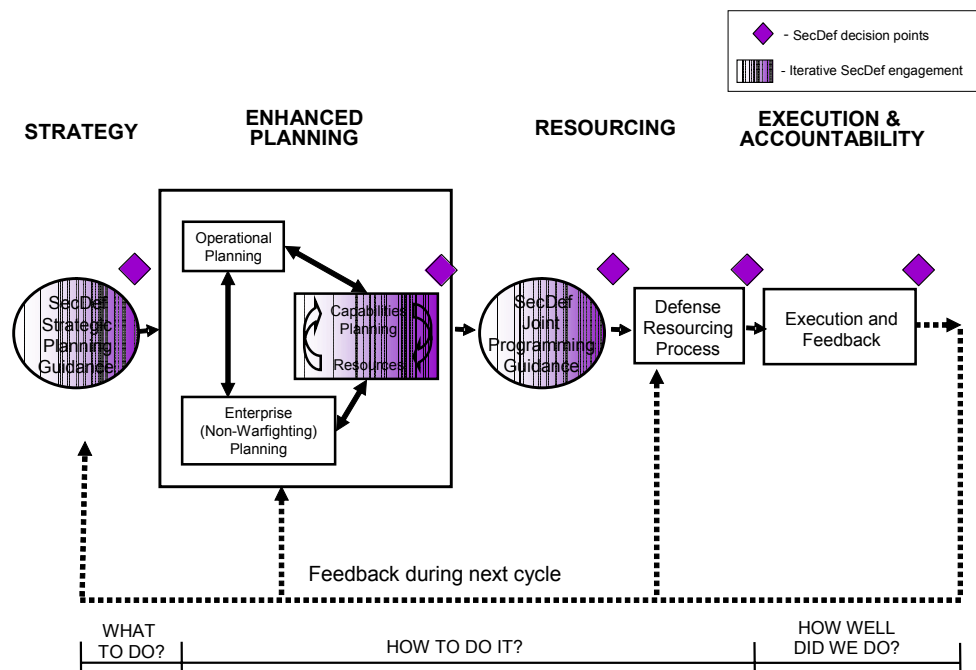 - SecDef decision points
- Iterative SecDef engagement
STRATEGY
ENHANCED
PLANNING
RESOURCING
EXECUTION &
ACCOUNTABILITY
Operational
Planning
SecDef
Strategic
Planning
Guidance
Capabilities
Planning
Resources
Enterprise
(Non-Warfighting)
Planning
SecDef
Joint
Programming
Guidance
Defense
Resourcing
Process
Execution and
Feedback
Feedback during next cycle
WHAT
TO DO?
HOW TO DO IT?
HOW WELL
DID WE DO?